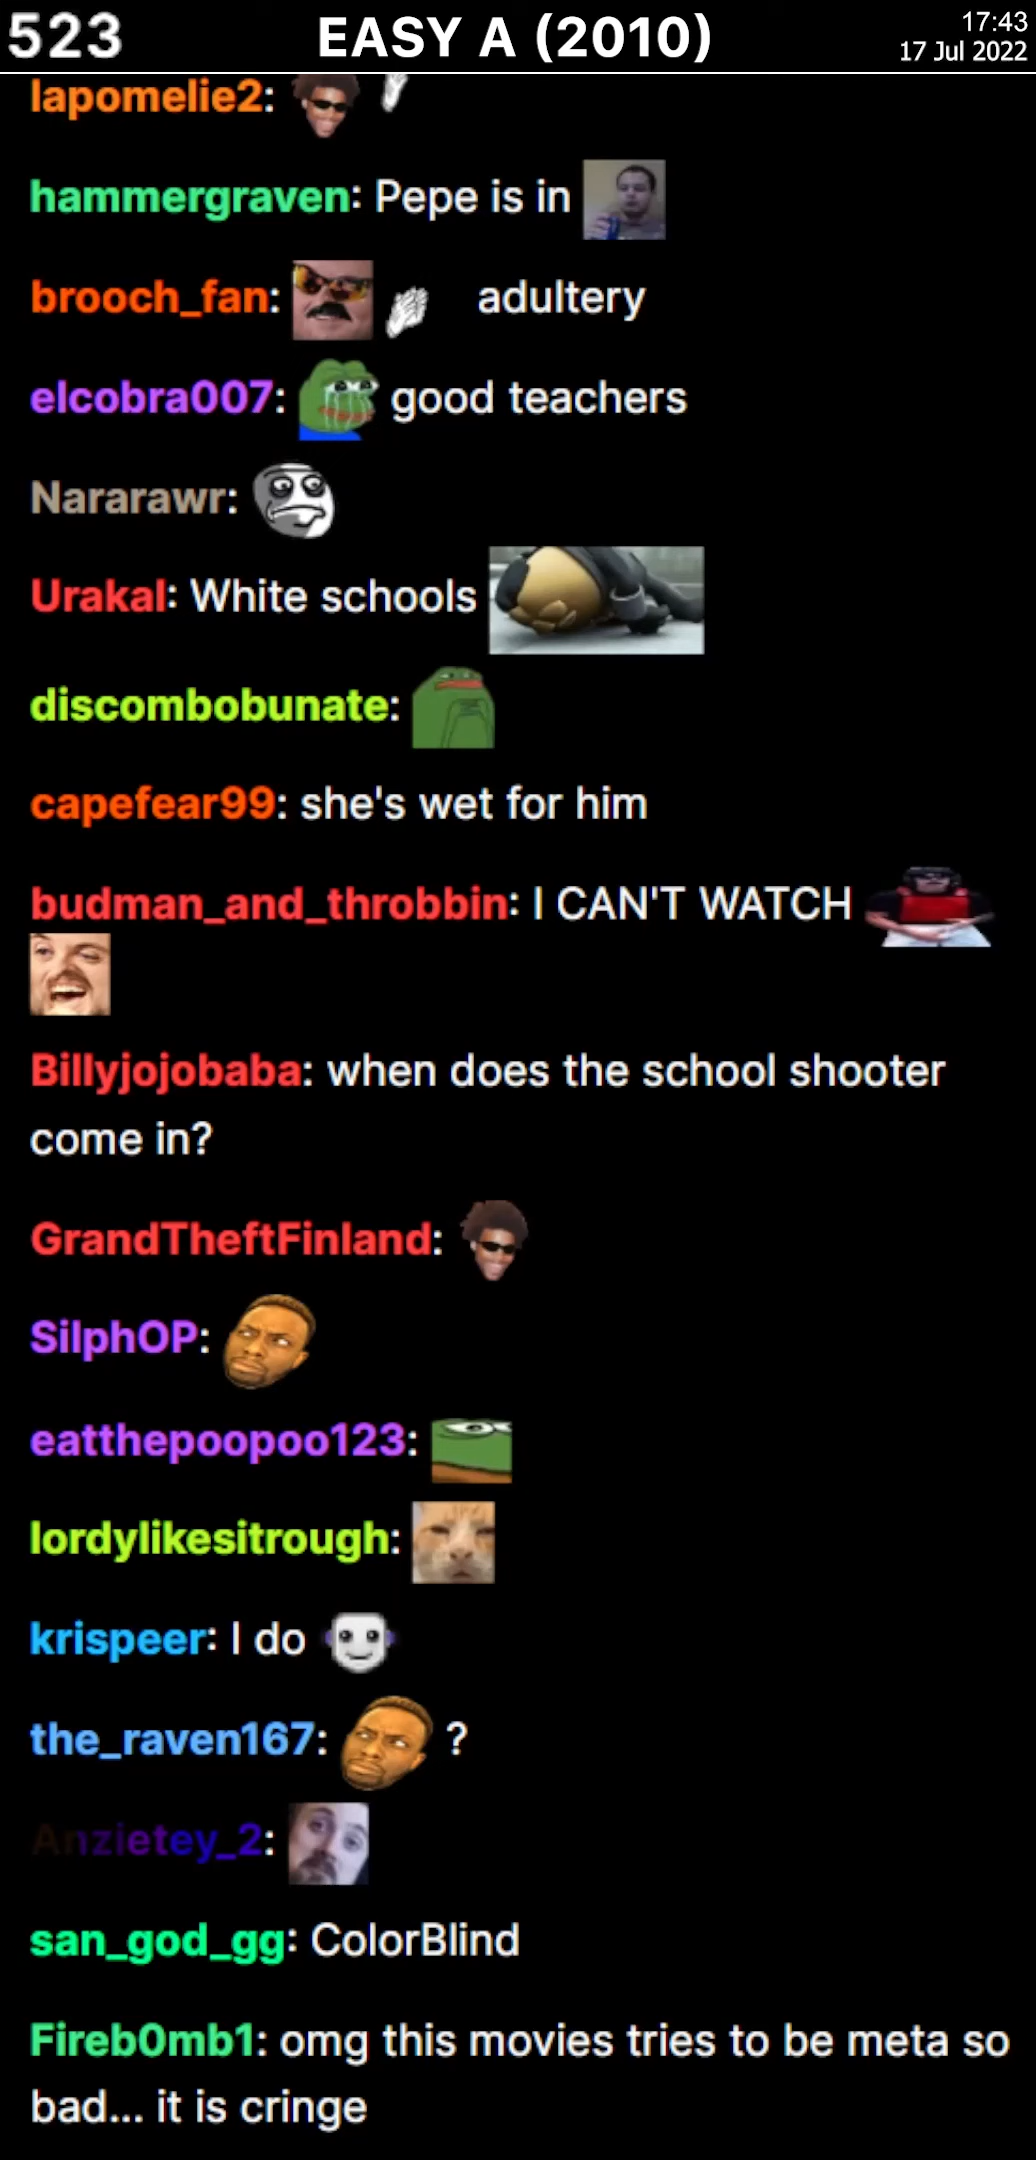 523
EASY A (2010)
17:43
17 Jul 2022
lapomelie2:
hammergraven: Pepe is in
brooch_fan: adultery
elcobra007: good teachers
Nararawr:
Urakal: White schools
discombobunate:
capefear99: she's wet for him
budman_and_throbbin: I CAN'T WATCH
Billyjojobaba: when does the school shooter
come in?
GrandTheftFinland:
SilphOP:
eatthepoopoo123:
lordylikesitrough:
krispeer: I do
the_raven167: ?
Anzietey_2:
san_god_gg: ColorBlind
Fireb0mb1: omg this movies tries to be meta so
bad... it is cringe